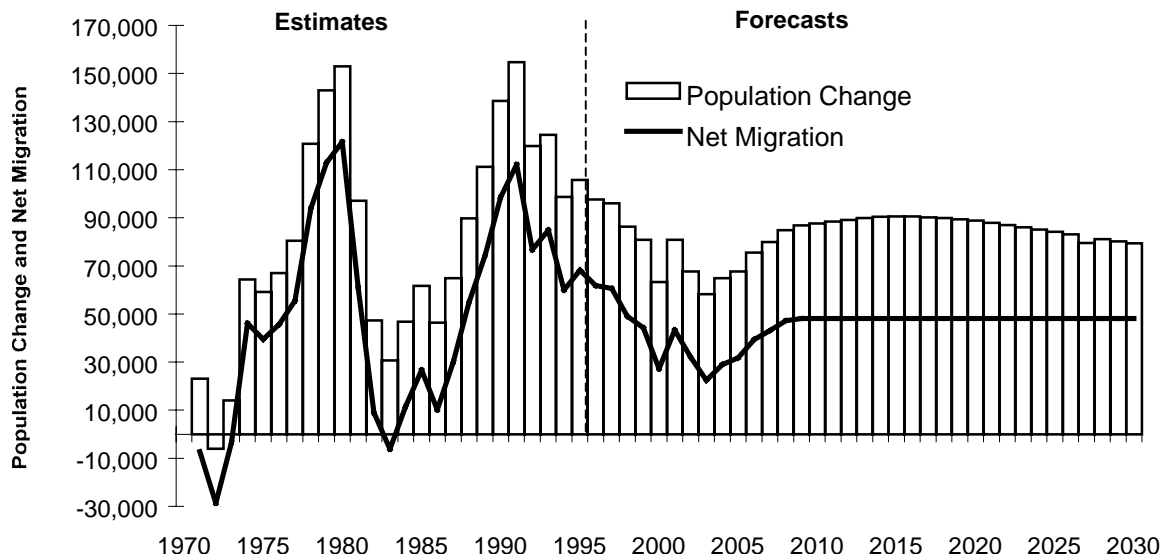 Estimates
Forecasts
Population Change and Net Migration
170,000
150,000
130,000
110,000
90,000
70,000
50,000
30,000
10,000
-10,000
-30,000
Population Change
Net Migration
1970 1975 1980 1985 1990 1995 2000 2005 2010 2015 2020 2025 2030